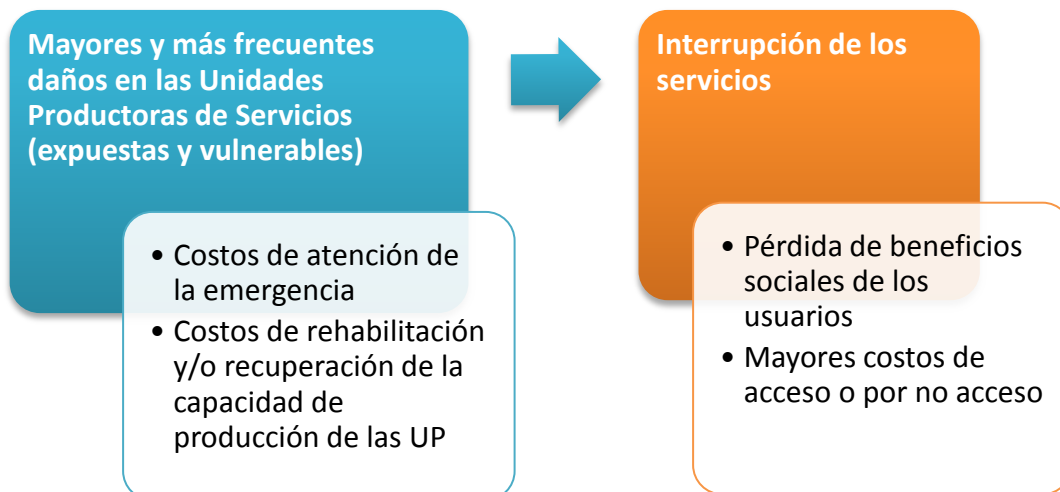 Mayores y más frecuentes
daños en las Unidades
Productoras de Servicios
(expuestas y vulnerables)
• Costos de atención de
la emergencia
• Costos de rehabilitación
y/o recuperación de la
capacidad de
producción de las UP
Interrupción de los
servicios
• Pérdida de beneficios
sociales de los
usuarios
• Mayores costos de
acceso o por no acceso